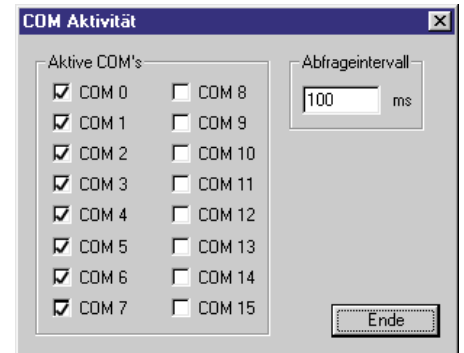 COM Aktivität
Aktive COM's
COM 0
COM 1
COM 2
COM 3
COM 4
COM 5
COM 6
COM 7
COM 8
COM 9
COM 10
COM 11
COM 12
COM 13
COM 14
COM 15
Abfrageintervall
100 ms
Ende